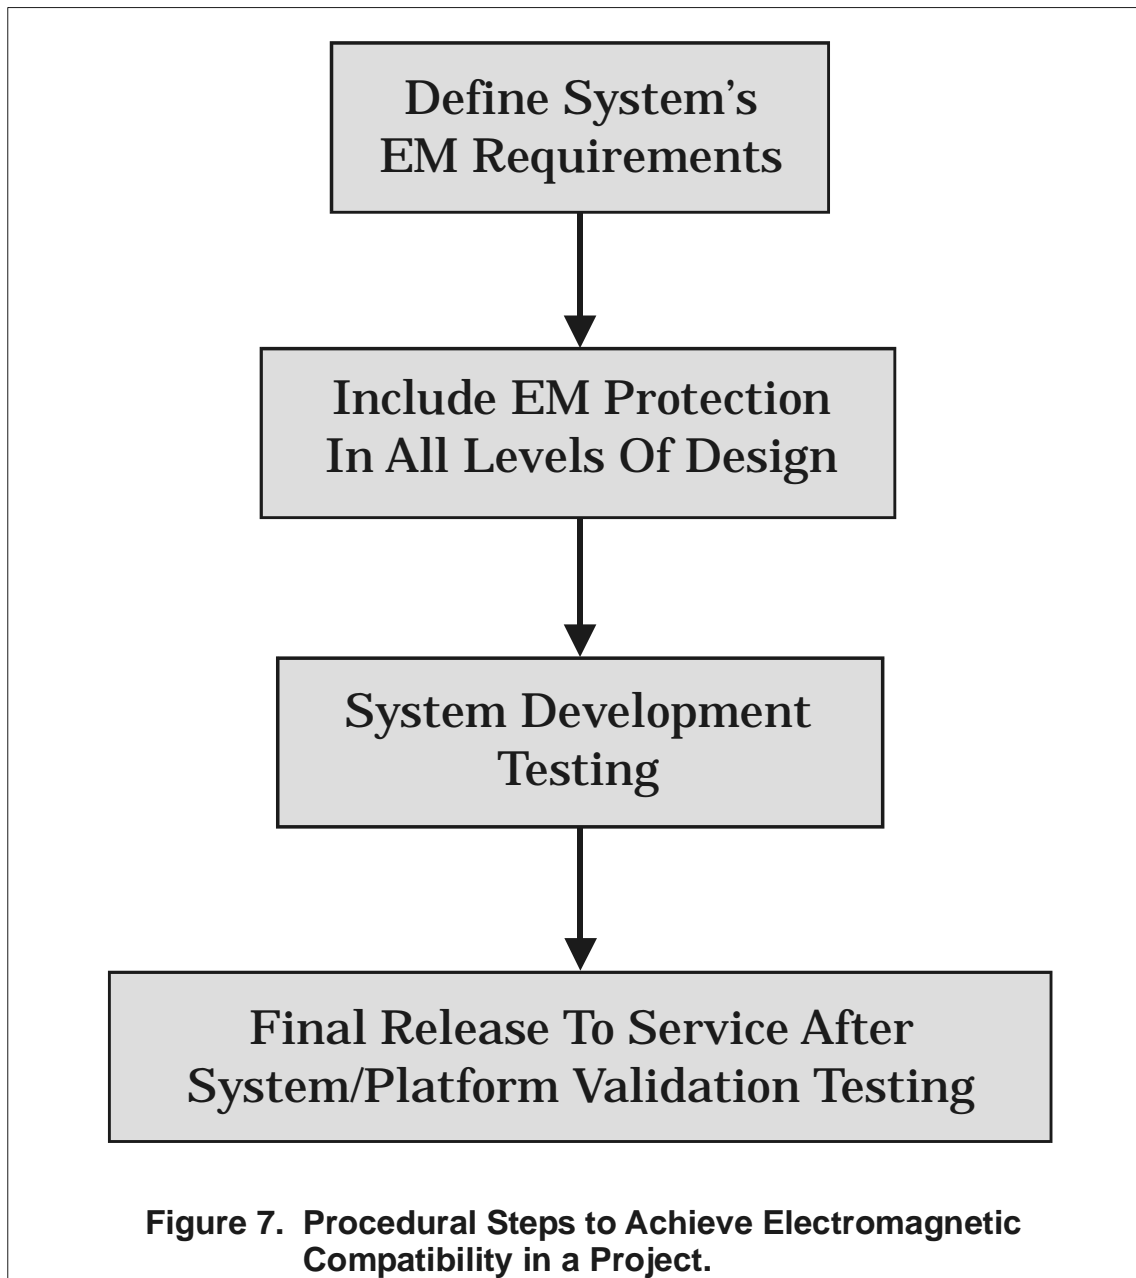 Define System’s
EM Requirements
Include EM Protection
In All Levels Of Design
System Development
Testing
Final Release To Service After
System/Platform Validation Testing
Figure 7. Procedural Steps to Achieve Electromagnetic
Compatibility in a Project.